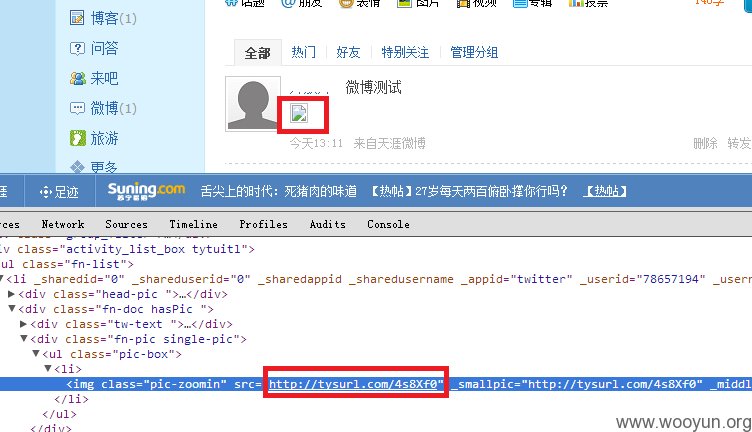 话题 @ 朋友 表情 图片 视频 专辑 投票 140字
博客(1)
问答
来吧
微博(1)
旅游
更多
全部 热门 好友 特别关注 管理分组
微博测试
今天13:11 来自天涯微博
删除 转发
涯 足迹 Suning.com 苏宁易购 舌尖上的时代：死猪肉的味道 【热帖】27岁每天两百俯卧撑你行吗？ 【热帖】
rces Network Sources Timeline Profiles Audits Console
iv class="activity_list_box tytuitl">
ul class="fn-list">
▼<li _sharedid="0" _shareduserid="0" _sharedappid _sharedusername _appid="twitter" _userid="78657194"
▶<div class="head-pic ">…</div>
▼<div class="fn-doc hasPic ">
▶<div class="tw-text ">…</div>
▼<div class="fn-pic single-pic">
▼<ul class="pic-box">
▼<li>
<img class="pic-zoomin" src="http://tysurl.com/4s8Xf0" _smallpic="http://tysurl.com/4s8Xf0" _middl
</li>
</ul>
</div>
www.wooyun.org